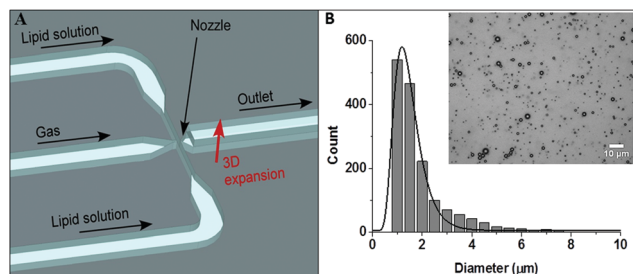 A
Lipid solution
Nozzle
Outlet
Gas
3D
expansion
Lipid solution
B
600
400
200
0
Count
0
2
4
6
8
10
Diameter (μm)
10 μm